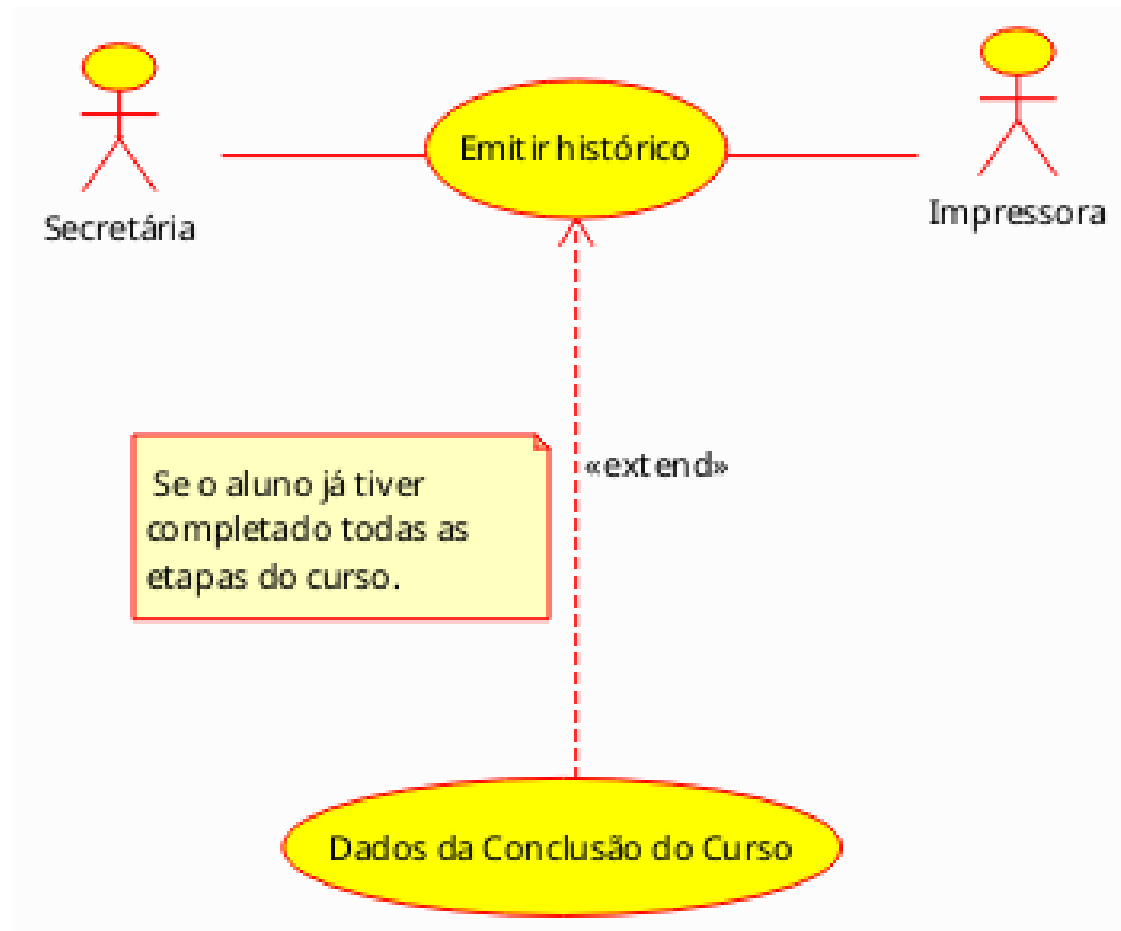 Emitir histórico
Secretária
Impressora
«extend»
Se o aluno já tiver
completado todas as
etapas do curso.
Dados da Conclusão do Curso